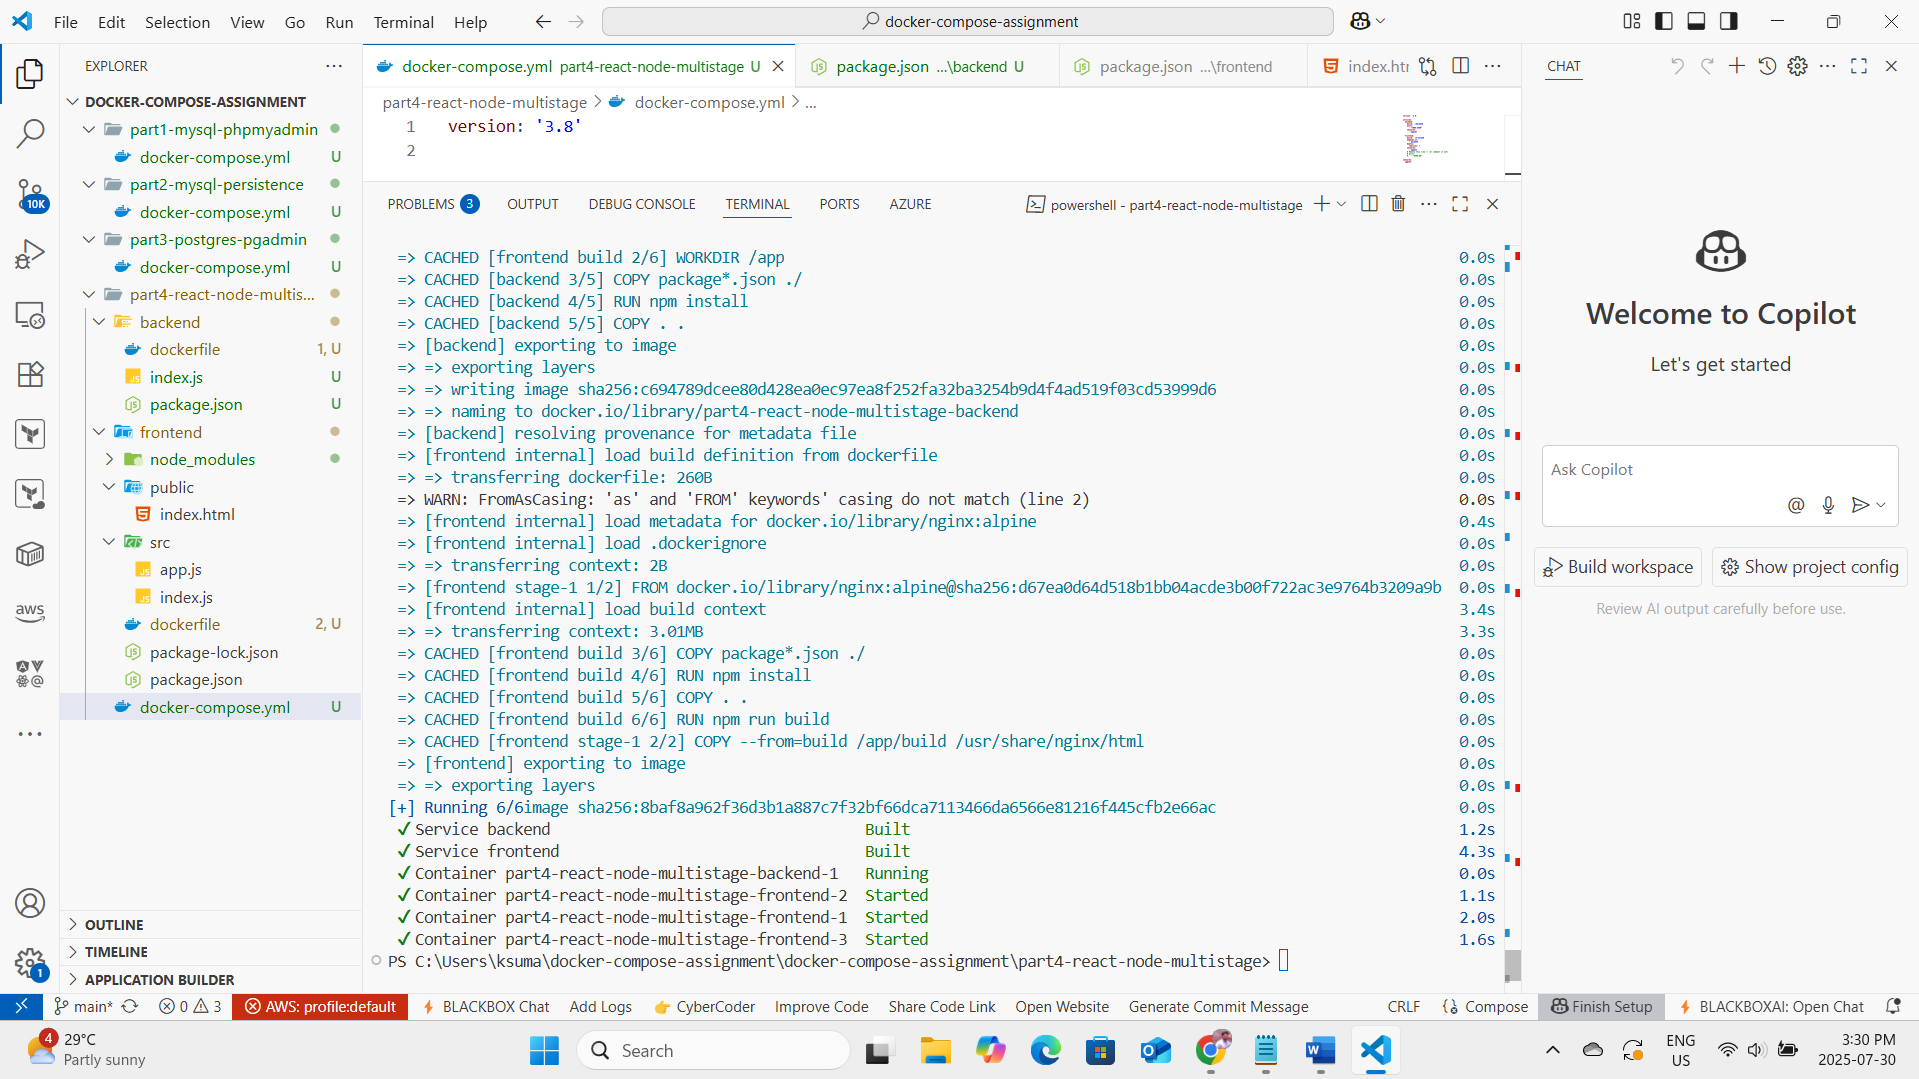 File Edit Selection View Go Run Terminal Help
docker-compose-assignment
EXPLORER
DOCKER-COMPOSE-ASSIGNMENT
part1-mysql-phpmyadmin
docker-compose.yml U
part2-mysql-persistence
docker-compose.yml U
part3-postgres-pgadmin
docker-compose.yml U
part4-react-node-multis...
backend
dockerfile 1, U
index.js U
package.json U
frontend
node_modules
public
index.html
src
app.js
index.js
dockerfile 2, U
package-lock.json
package.json
docker-compose.yml U
OUTLINE
TIMELINE
APPLICATION BUILDER
10K
aws
1
docker-compose.yml part4-react-node-multistage U
package.json ...\backend U
package.json ...\frontend
index.htr
part4-react-node-multistage > docker-compose.yml > ...
1 version: '3.8'
2
PROBLEMS 3 OUTPUT DEBUG CONSOLE TERMINAL PORTS AZURE
powershell - part4-react-node-multistage
=> CACHED [frontend build 2/6] WORKDIR /app 0.0s
=> CACHED [backend 3/5] COPY package*.json ./ 0.0s
=> CACHED [backend 4/5] RUN npm install 0.0s
=> CACHED [backend 5/5] COPY . . 0.0s
=> [backend] exporting to image 0.0s
=> => exporting layers 0.0s
=> => writing image sha256:c694789dcee80d428ea0ec97ea8f252fa32ba3254b9d4f4ad519f03cd53999d6 0.0s
=> => naming to docker.io/library/part4-react-node-multistage-backend 0.0s
=> [backend] resolving provenance for metadata file 0.0s
=> [frontend internal] load build definition from dockerfile 0.0s
=> => transferring dockerfile: 260B 0.0s
=> WARN: FromAsCasing: 'as' and 'FROM' keywords' casing do not match (line 2) 0.0s
=> [frontend internal] load metadata for docker.io/library/nginx:alpine 0.4s
=> [frontend internal] load .dockerignore 0.0s
=> => transferring context: 2B 0.0s
=> [frontend stage-1 1/2] FROM docker.io/library/nginx:alpine@sha256:d67ea0d64d518b1bb04acde3b00f722ac3e9764b3209a9b 0.0s
=> [frontend internal] load build context 3.4s
=> => transferring context: 3.01MB 3.3s
=> CACHED [frontend build 3/6] COPY package*.json ./ 0.0s
=> CACHED [frontend build 4/6] RUN npm install 0.0s
=> CACHED [frontend build 5/6] COPY . . 0.0s
=> CACHED [frontend build 6/6] RUN npm run build 0.0s
=> CACHED [frontend stage-1 2/2] COPY --from=build /app/build /usr/share/nginx/html 0.0s
=> [frontend] exporting to image 0.0s
=> => exporting layers 0.0s
[+] Running 6/6image sha256:8baf8a962f36d3b1a887c7f32bf66dca7113466da6566e81216f445cfb2e66ac 0.0s
✔ Service backend Built 1.2s
✔ Service frontend Built 4.3s
✔ Container part4-react-node-multistage-backend-1 Running 0.0s
✔ Container part4-react-node-multistage-frontend-2 Started 1.1s
✔ Container part4-react-node-multistage-frontend-1 Started 2.0s
✔ Container part4-react-node-multistage-frontend-3 Started 1.6s
PS C:\Users\ksuma\docker-compose-assignment\docker-compose-assignment\part4-react-node-multistage>
CHAT
Welcome to Copilot
Let's get started
Ask Copilot
Build workspace
Show project config
Review AI output carefully before use.
main* 0 3 AWS: profile:default BLACKBOX Chat Add Logs CyberCoder Improve Code Share Code Link Open Website Generate Commit Message CRLF Compose Finish Setup BLACKBOXAI: Open Chat
4
29°C
Partly sunny
Search
ENG
US
3:30 PM
2025-07-30